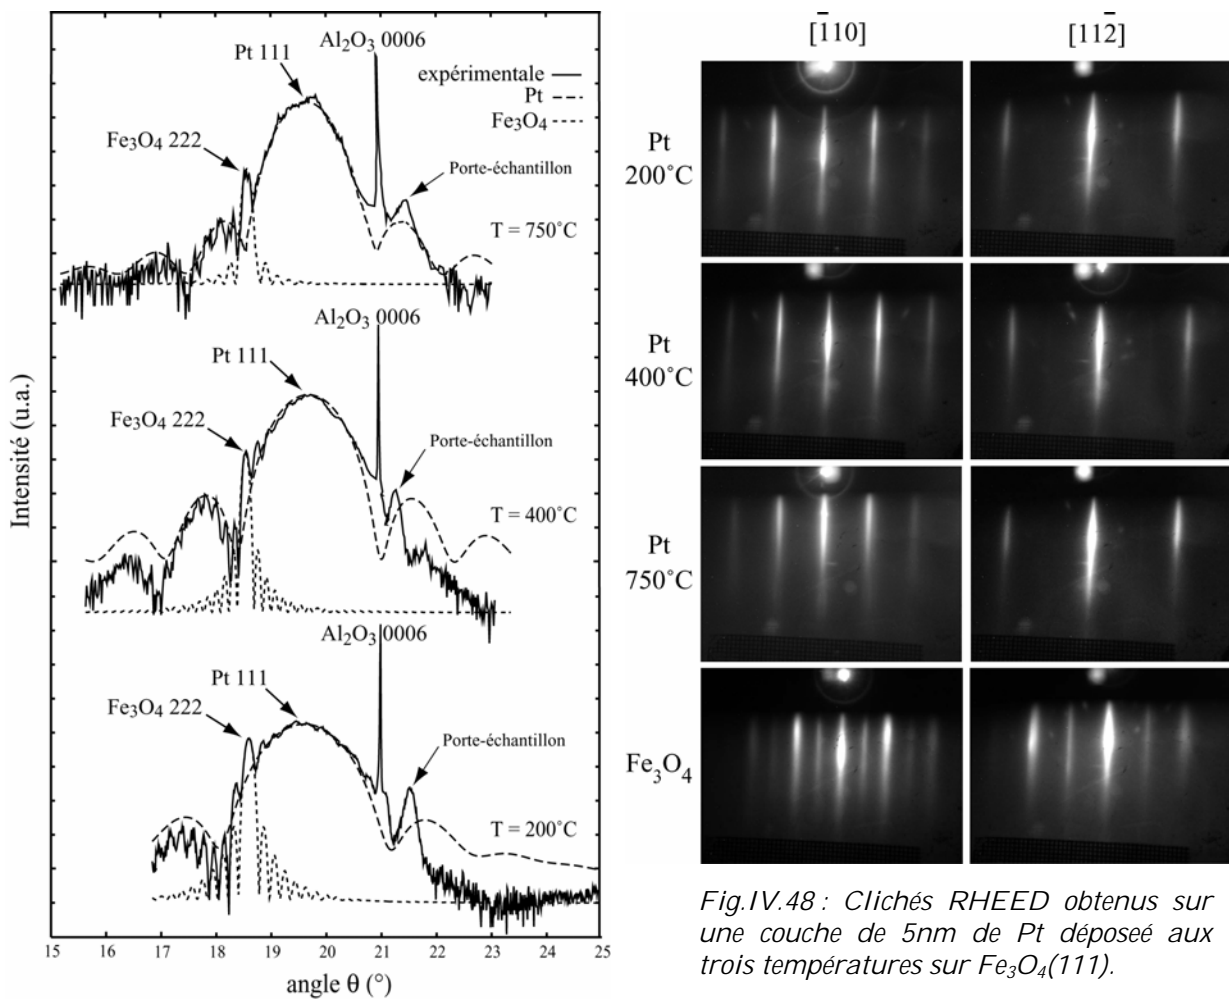 Al₂O₃ 0006
Pt 111
expérimentale
Pt
Fe₃O₄
Fe₃O₄ 222
Porte-échantillon
T = 750˚C
Al₂O₃ 0006
Pt 111
Fe₃O₄ 222
Porte-échantillon
T = 400˚C
Al₂O₃ 0006
Pt 111
Fe₃O₄ 222
Porte-échantillon
T = 200˚C
Intensité (u.a.)
15 16 17 18 19 20 21 22 23 24 25
angle θ (°)
[1̄10] [112̄]
Pt
200˚C
Pt
400˚C
Pt
750˚C
Fe₃O₄
Fig.IV.48 : Clichés RHEED obtenus sur
une couche de 5nm de Pt déposeé aux
trois températures sur Fe₃O₄(111).